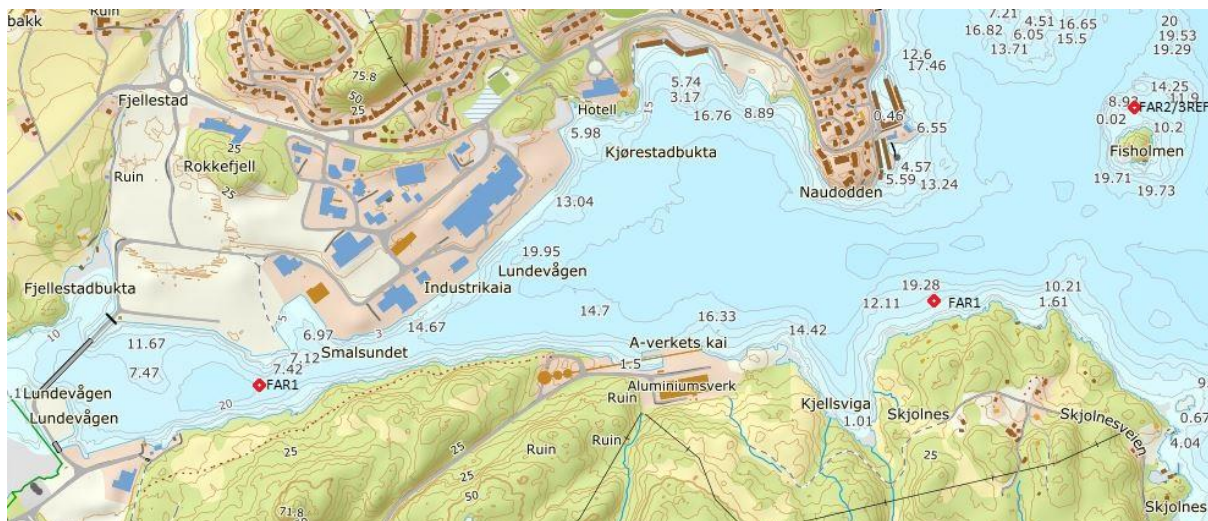 bakk
Ruin
7.21
4.51
16.65
6.05
15.5
16.82
13.71
20
19.53
19.29
75.8
50
25
12.6
17.46
Fjellestad
Hotell
15
5.74
3.17
16.76
8.89
0.46
6.55
14.25
11.9
FAR2/3REF
0.02
10.2
5.98
25
Rokkefjell
25
Kjørestadbukta
Fisholmen
4.57
5.59
13.24
Ruin
Naudodden
19.71
19.73
13.04
19.95
Lundevågen
Fjellestadbukta
Industrikaia
19.28
12.11
FAR1
10.21
1.61
14.7
16.33
14.42
5
6.97
3
14.67
10
11.67
Smalsundet
A-verkets kai
7.12
7.42
7.47
FAR1
1.5
Aluminiumsverk
Ruin
20
.1
Lundevågen
Lundevågen
Kjellsviga
1.01
Skjolnes
Skjolnesveien
0.67
4.04
Ruin
Ruin
25
25
25
25
50
71.8
Skjolnes